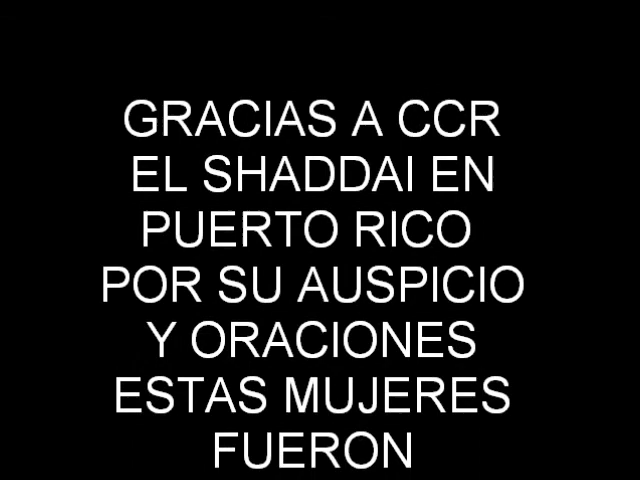 GRACIAS A CCR
EL SHADDAI EN
PUERTO RICO
POR SU AUSPICIO
Y ORACIONES
ESTAS MUJERES
FUERON